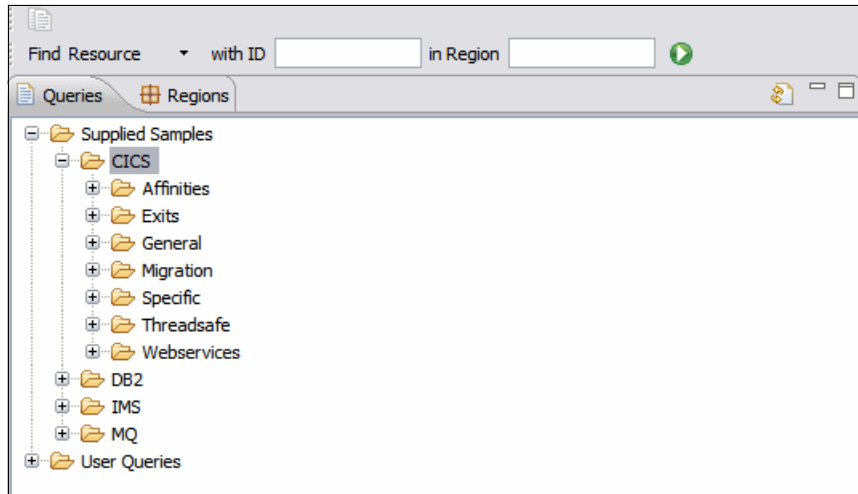 Find Resource with ID in Region
Queries Regions
Supplied Samples
CICS
Affinities
Exits
General
Migration
Specific
Threadsafe
Webservices
DB2
IMS
MQ
User Queries